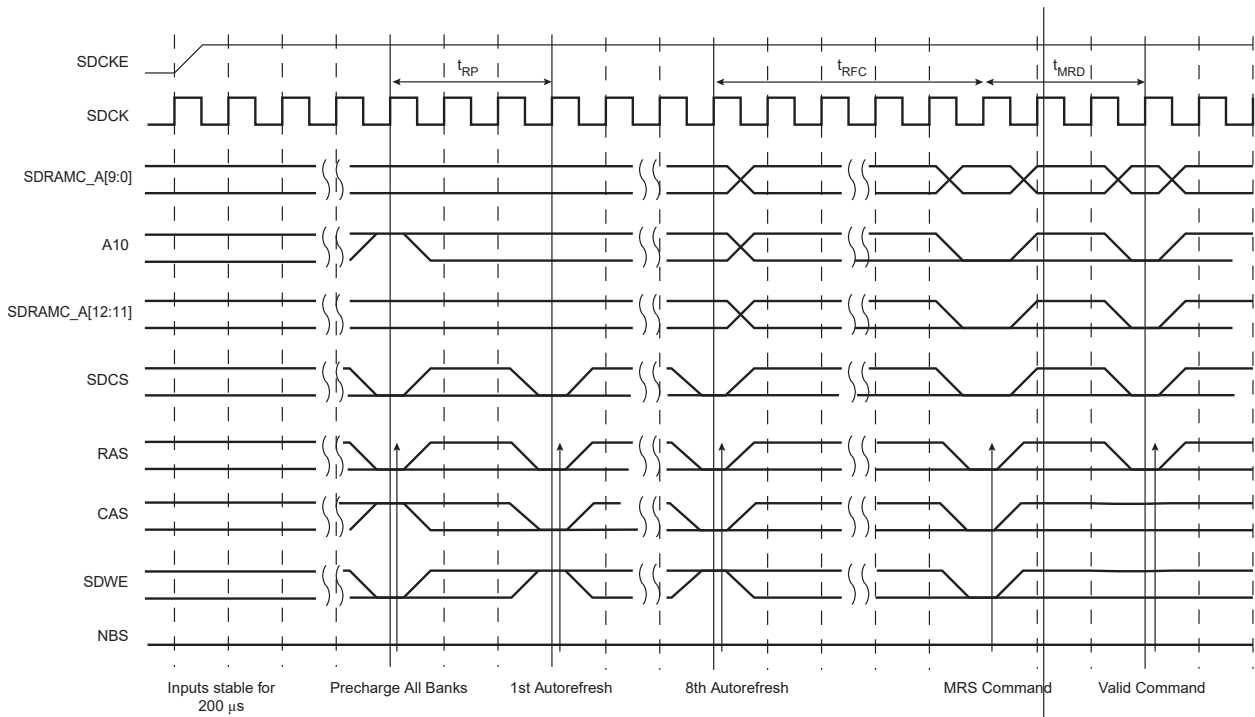 SDCKE
tRP
tRFC
tMRD
SDCK
SDRAMC_A[9:0]
A10
SDRAMC_A[12:11]
SDCS
RAS
CAS
SDWE
NBS
Inputs stable for
200 μs
Precharge All Banks
1st Autorefresh
8th Autorefresh
MRS Command
Valid Command